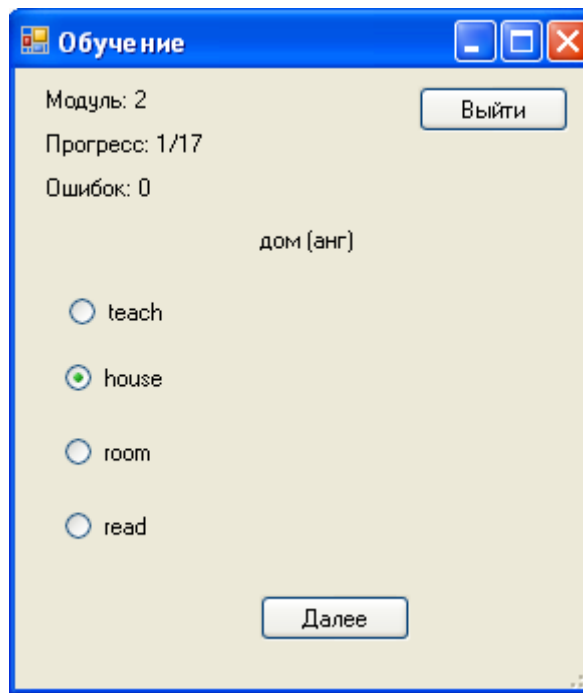 Обучение
Модуль: 2
Выйти
Прогресс: 1/17
Ошибок: 0
дом (анг)
teach
house
room
read
Далее